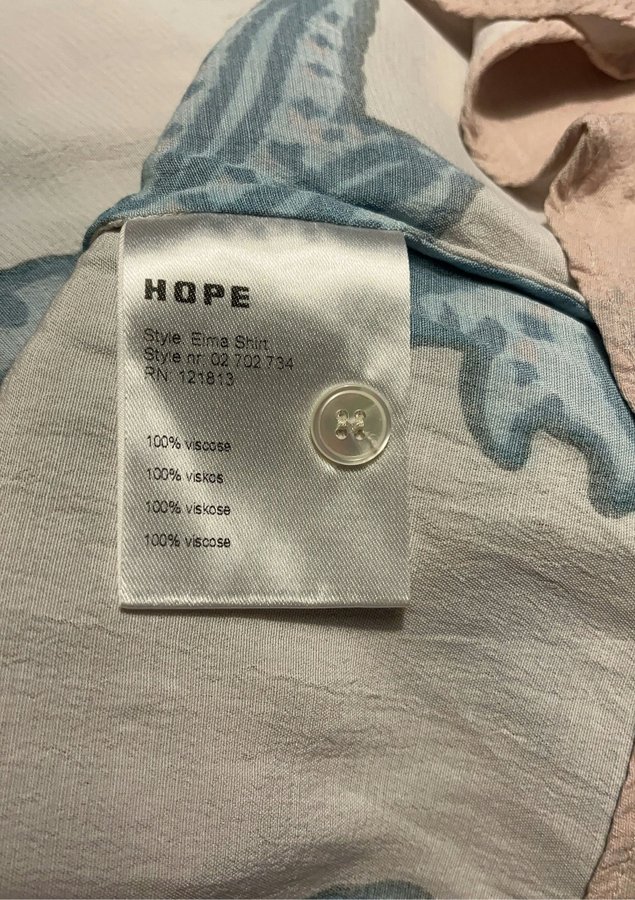 HOPE
Style: Elma Shirt
Style nr: 02 702 734
RN: 121813
100% viscose
100% viskos
100% viskose
100% viscose